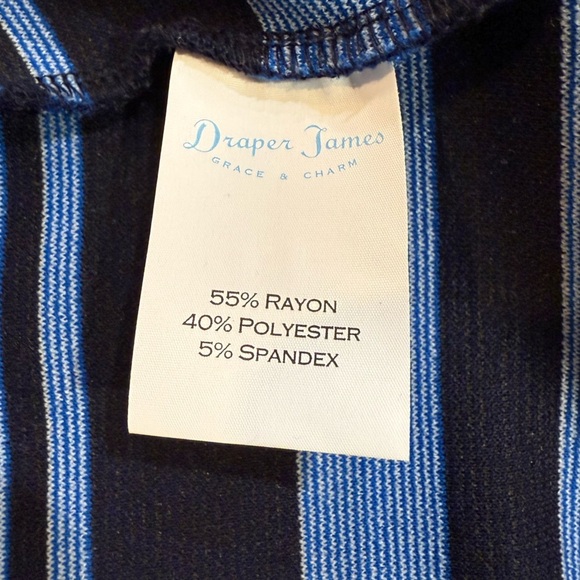 Draper James
GRACE & CHARM
55% RAYON
40% POLYESTER
5% SPANDEX